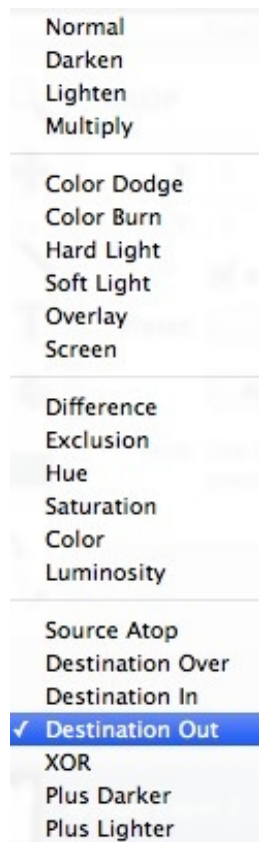 Normal
Darken
Lighten
Multiply
Color Dodge
Color Burn
Hard Light
Soft Light
Overlay
Screen
Difference
Exclusion
Hue
Saturation
Color
Luminosity
Source Atop
Destination Over
Destination In
✓ Destination Out
XOR
Plus Darker
Plus Lighter